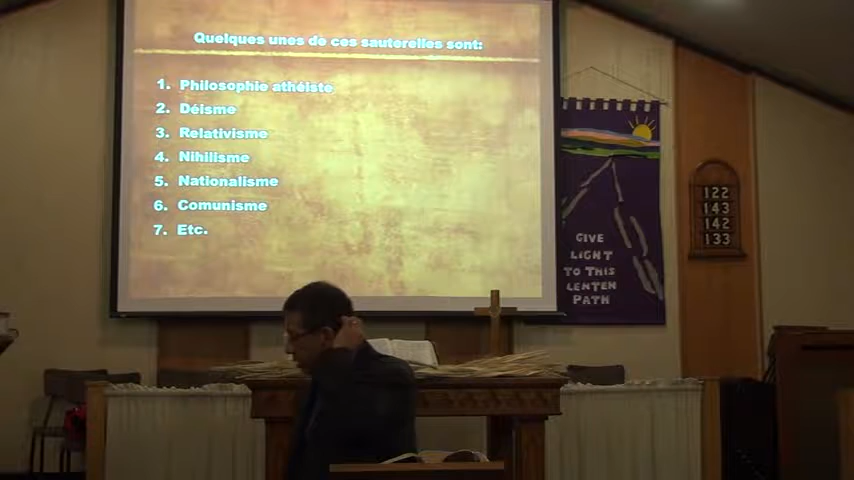 Quelques unes de ces sauterelles sont:
1. Philosophie athéiste
2. Déisme
3. Relativisme
4. Nihilisme
5. Nationalisme
6. Comunisme
7. Etc.
GIVE
LIGHT
TO THIS
LENTEN
PATH
122
143
142
133